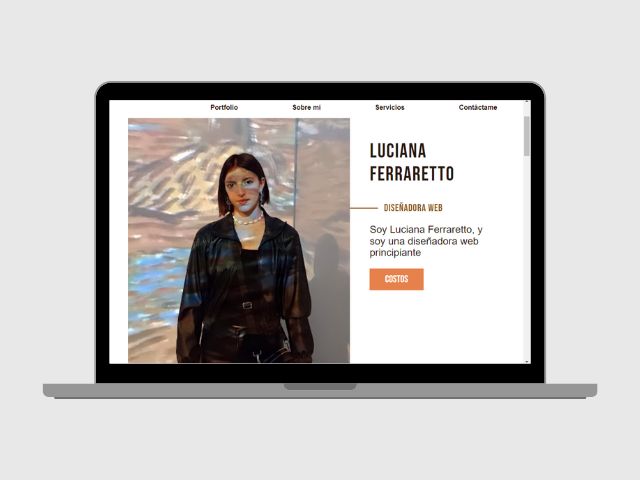 Portfolio
Sobre mi
Servicios
Contáctame
LUCIANA
FERRARETTO
DISEÑADORA WEB
Soy Luciana Ferraretto, y
soy una diseñadora web
principiante
COSTOS